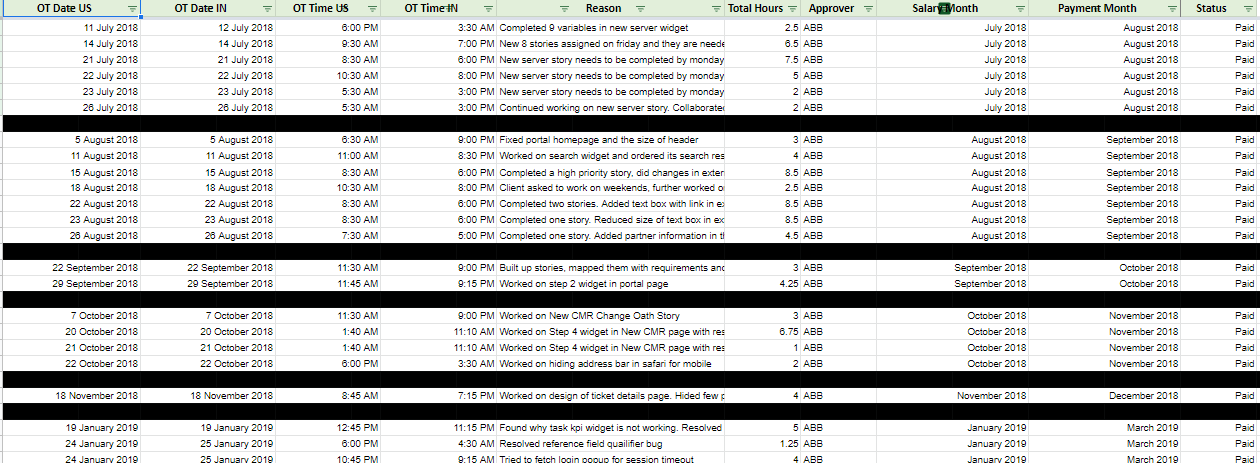 OT Date US OT Date IN OT Time US OT Time IN Reason Total Hours Approver Salary Month Payment Month Status
11 July 2018 12 July 2018 6:00 PM 3:30 AM Completed 9 variables in new server widget 2.5 ABB July 2018 August 2018 Paid
14 July 2018 14 July 2018 9:30 AM 7:00 PM New 8 stories assigned on friday and they are neede 6.5 ABB July 2018 August 2018 Paid
21 July 2018 21 July 2018 8:30 AM 6:00 PM New server story needs to be completed by monday 7.5 ABB July 2018 August 2018 Paid
22 July 2018 22 July 2018 10:30 AM 8:00 PM New server story needs to be completed by monday 5 ABB July 2018 August 2018 Paid
23 July 2018 23 July 2018 5:30 AM 3:00 PM New server story needs to be completed by monday 2 ABB July 2018 August 2018 Paid
26 July 2018 26 July 2018 5:30 AM 3:00 PM Continued working on new server story. Collaborate 2 ABB July 2018 August 2018 Paid
5 August 2018 5 August 2018 6:30 AM 9:00 PM Fixed portal homepage and the size of header 3 ABB August 2018 September 2018 Paid
11 August 2018 11 August 2018 11:00 AM 8:30 PM Worked on search widget and ordered its search res 4 ABB August 2018 September 2018 Paid
15 August 2018 15 August 2018 8:30 AM 6:00 PM Completed a high priority story, did changes in exter 8.5 ABB August 2018 September 2018 Paid
18 August 2018 18 August 2018 10:30 AM 8:00 PM Client asked to work on weekends, further worked o 2.5 ABB August 2018 September 2018 Paid
22 August 2018 22 August 2018 8:30 AM 6:00 PM Completed two stories. Added text box with link in ex 8.5 ABB August 2018 September 2018 Paid
23 August 2018 23 August 2018 8:30 AM 6:00 PM Completed one story. Reduced size of text box in ex 8.5 ABB August 2018 September 2018 Paid
26 August 2018 26 August 2018 7:30 AM 5:00 PM Completed one story. Added partner information in tl 4.5 ABB August 2018 September 2018 Paid
22 September 2018 22 September 2018 11:30 AM 9:00 PM Built up stories, mapped them with requirements and 3 ABB September 2018 October 2018 Paid
29 September 2018 29 September 2018 11:45 AM 9:15 PM Worked on step 2 widget in portal page 4.25 ABB September 2018 October 2018 Paid
7 October 2018 7 October 2018 11:30 AM 9:00 PM Worked on New CMR Change Oath Story 3 ABB October 2018 November 2018 Paid
20 October 2018 20 October 2018 1:40 AM 11:10 AM Worked on Step 4 widget in New CMR page with res 6.75 ABB October 2018 November 2018 Paid
21 October 2018 21 October 2018 1:40 AM 11:10 AM Worked on Step 4 widget in New CMR page with res 1 ABB October 2018 November 2018 Paid
22 October 2018 22 October 2018 6:00 PM 3:30 AM Worked on hiding address bar in safari for mobile 2 ABB October 2018 November 2018 Paid
18 November 2018 18 November 2018 8:45 AM 7:15 PM Worked on design of ticket details page. Hided few p 4 ABB November 2018 December 2018 Paid
19 January 2019 19 January 2019 12:45 PM 11:15 PM Found why task kpi widget is not working. Resolved 5 ABB January 2019 March 2019 Paid
24 January 2019 25 January 2019 6:00 PM 4:30 AM Resolved reference field quailifier bug 1.25 ABB January 2019 March 2019 Paid
24 January 2019 25 January 2019 10:45 PM 9:15 AM Tried to fetch login popup for session timeout 4 ABB January 2019 March 2019 Paid